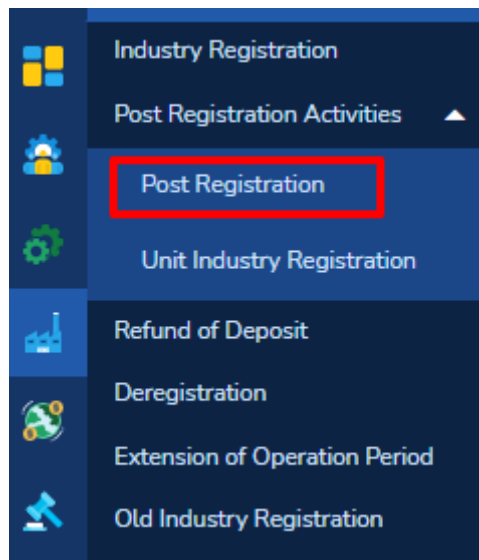 Industry Registration
Post Registration Activities
Post Registration
Unit Industry Registration
Refund of Deposit
Deregistration
Extension of Operation Period
Old Industry Registration